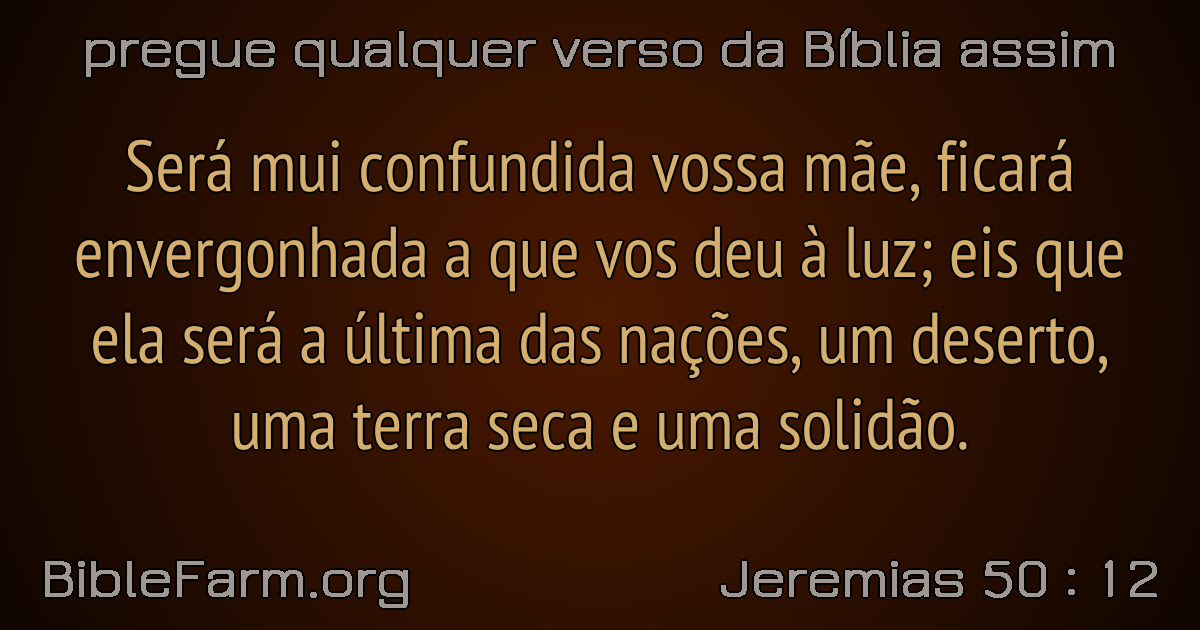 pregue qualquer verso da Bíblia assim
Será mui confundida vossa mãe, ficará
envergonhada a que vos deu à luz; eis que
ela será a última das nações, um deserto,
uma terra seca e uma solidão.
BibleFarm.org
Jeremias 50 : 12